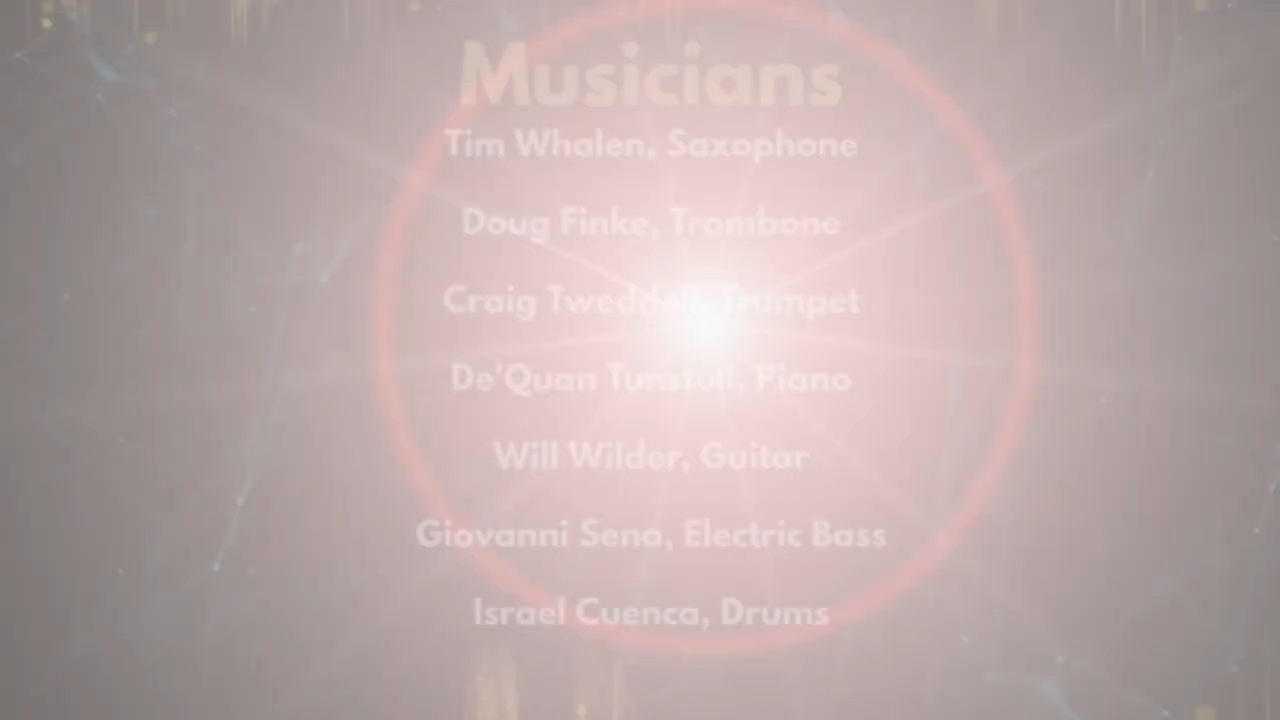 Musicians
Tim Whalen, Saxophone
Doug Finke, Trombone
Craig Tweddell, Trumpet
De'Quan Tunstull, Piano
Will Wilder, Guitar
Giovanni Sena, Electric Bass
Israel Cuenca, Drums